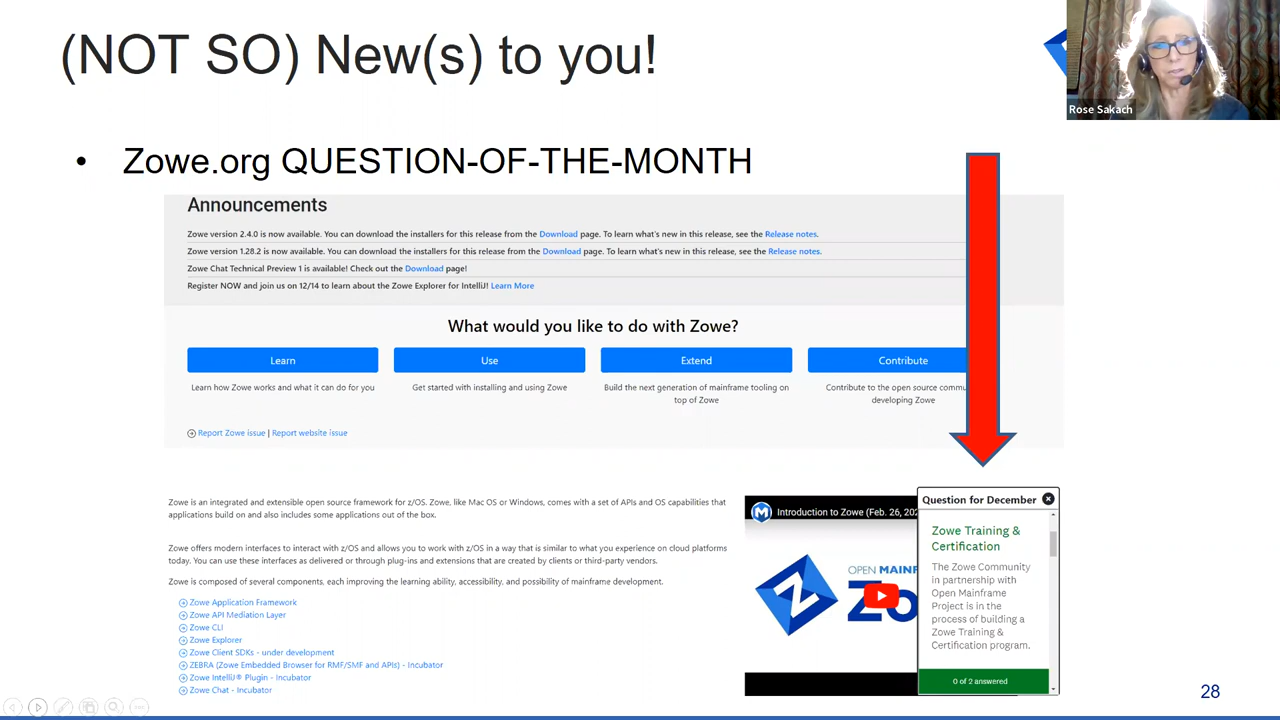 (NOT SO) New(s) to you!
Rose Sakach
• Zowe.org QUESTION-OF-THE-MONTH
Announcements
Zowe version 2.4.0 is now available. You can download the installers for this release from the Download page. To learn what's new in this release, see the Release notes.
Zowe version 1.28.2 is now available. You can download the installers for this release from the Download page. To learn what's new in this release, see the Release notes.
Zowe Chat Technical Preview 1 is available! Check out the Download page!
Register NOW and join us on 12/14 to learn about the Zowe Explorer for IntelliJ! Learn More
What would you like to do with Zowe?
Learn
Use
Extend
Contribute
Learn how Zowe works and what it can do for you
Get started with installing and using Zowe
Build the next generation of mainframe tooling on
top of Zowe
Contribute to the open source commu
developing Zowe
Report Zowe issue | Report website issue
Zowe is an integrated and extensible open source framework for z/OS. Zowe, like Mac OS or Windows, comes with a set of APIs and OS capabilities that
applications build on and also includes some applications out of the box.
Zowe offers modern interfaces to interact with z/OS and allows you to work with z/OS in a way that is similar to what you experience on cloud platforms
today. You can use these interfaces as delivered or through plug-ins and extensions that are created by clients or third-party vendors.
Zowe is composed of several components, each improving the learning ability, accessibility, and possibility of mainframe development.
Zowe Application Framework
Zowe API Mediation Layer
Zowe CLI
Zowe Explorer
Zowe Client SDKs - under development
ZEBRA (Zowe Embedded Browser for RMF/SMF and APIs) - Incubator
Zowe IntelliJ® Plugin - Incubator
Zowe Chat - Incubator
Introduction to Zowe (Feb. 26, 202
OPEN MAINF
Zo
Question for December
Zowe Training &
Certification
The Zowe Community
in partnership with
Open Mainframe
Project is in the
process of building a
Zowe Training &
Certification program.
0 of 2 answered
28